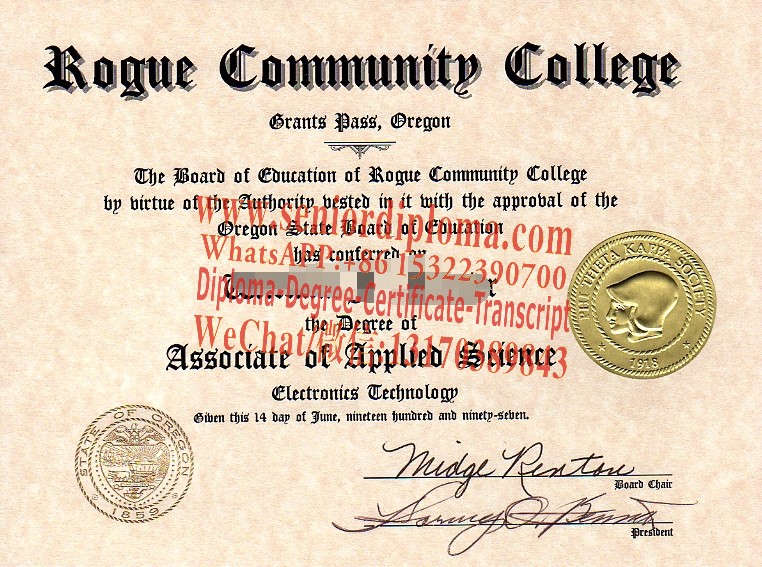 Rogue Community College
Grants Pass, Oregon
The Board of Education of Rogue Community College
by virtue of the Authority vested in it with the approval of the
www.seniordiploma.com
Oregon State Board of Education
WhatsAPP:+86 15322390700
has conferred on
Diploma-Degree-Certificate-Transcript
the Degree of
WeChat/微信:13170389843
Associate of Applied Science
PHI THETA KAPPA SOCIETY
1918
Electronics Technology
Given this 14 day of June, nineteen hundred and ninety-seven.
STATE OF OREGON
1859
Midge Renton
Board Chair
President